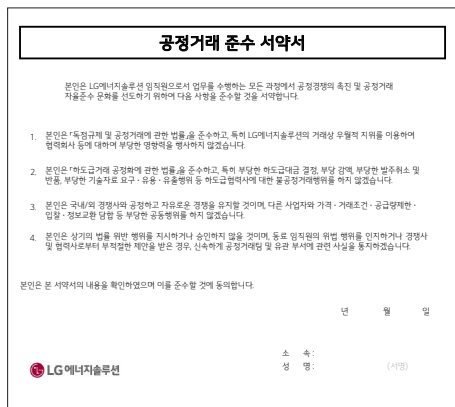 공정거래 준수 서약서
본인은 LG에너지솔루션 임직원으로서 업무를 수행하는 모든 과정에서 공정경쟁의 촉진 및 공정거래
자율준수 문화를 선도하기 위하여 다음 사항을 준수할 것을 서약합니다.
1. 본인은 「독점규제 및 공정거래에 관한 법률」을 준수하고, 특히 LG에너지솔루션의 거래상 우월적 지위를 이용하여
협력회사 등에 대하여 부당한 영향력을 행사하지 않겠습니다.
2. 본인은 「하도급거래 공정화에 관한 법률」을 준수하고, 특히 부당한 하도급대금 결정, 부당 감액, 부당한 발주취소 및
반품, 부당한 기술자료 요구 · 유용 · 유출행위 등 하도급협력사에 대한 불공정거래행위를 하지 않겠습니다.
3. 본인은 국내/외 경쟁사와 공정하고 자유로운 경쟁을 유지할 것이며, 다른 사업자와 가격 · 거래조건 · 공급량제한 ·
입찰 · 정보교환 담합 등 부당한 공동행위를 하지 않겠습니다.
4. 본인은 상기의 법률 위반 행위를 지시하거나 승인하지 않을 것이며, 동료 임직원의 위법 행위를 인지하거나 경쟁사
및 협력사로부터 부적절한 제안을 받은 경우, 신속하게 공정거래팀 및 유관 부서에 관련 사실을 통지하겠습니다.
본인은 본 서약서의 내용을 확인하였으며 이를 준수할 것에 동의합니다.
년 월 일
소 속 :
성 명 : (서명)
LG 에너지솔루션